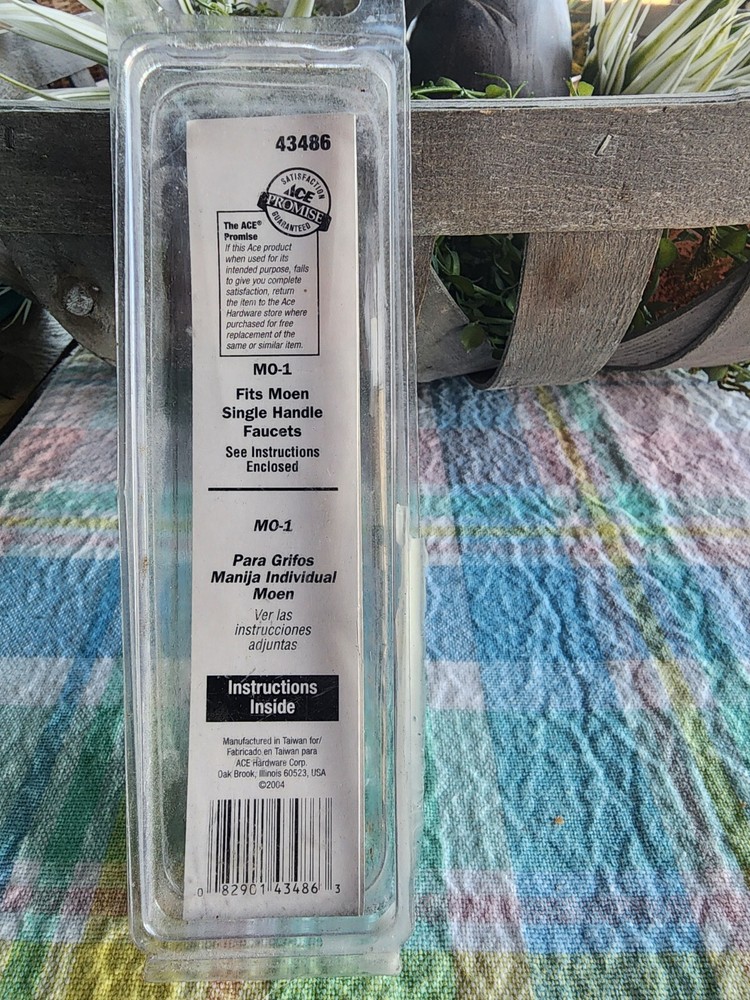 43486
SATISFACTION
ACE
PROMISE
GUARANTEED
The ACE®
Promise
If this Ace product
when used for its
intended purpose, fails
to give you complete
satisfaction, return
the item to the Ace
Hardware store where
purchased for free
replacement of the
same or similar item.
MO-1
Fits Moen
Single Handle
Faucets
See Instructions
Enclosed
MO-1
Para Grifos
Manija Individual
Moen
Ver las
instrucciones
adjuntas
Instructions
Inside
Manufactured in Taiwan for/
Fabricado en Taiwan para
ACE Hardware Corp.
Oak Brook, Illinois 60523, USA
©2004
0 82901 43486 3